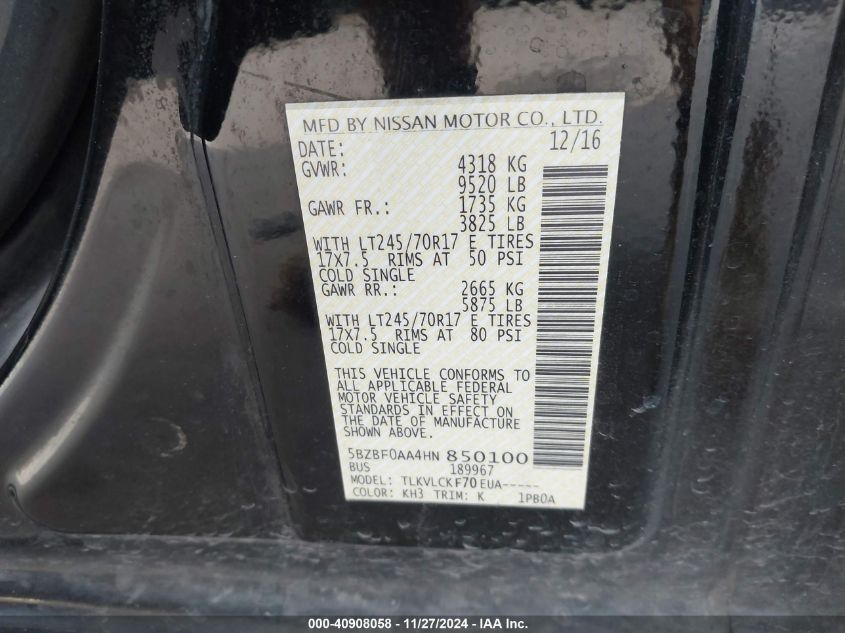 MFD BY NISSAN MOTOR CO., LTD.
DATE: 12/16
GVWR: 4318 KG
9520 LB
GAWR FR.: 1735 KG
3825 LB
WITH LT245/70R17 E TIRES
17X7.5 RIMS AT 50 PSI
COLD SINGLE
GAWR RR.: 2665 KG
5875 LB
WITH LT245/70R17 E TIRES
17X7.5 RIMS AT 80 PSI
COLD SINGLE
THIS VEHICLE CONFORMS TO
ALL APPLICABLE FEDERAL
MOTOR VEHICLE SAFETY
STANDARDS IN EFFECT ON
THE DATE OF MANUFACTURE
SHOWN ABOVE.
5BZBF0AA4HN 850100
BUS 189967
MODEL: TLKVLCKF70EUA-----
COLOR: KH3 TRIM: K 1PB0A
000-40908058 - 11/27/2024 - IAA Inc.